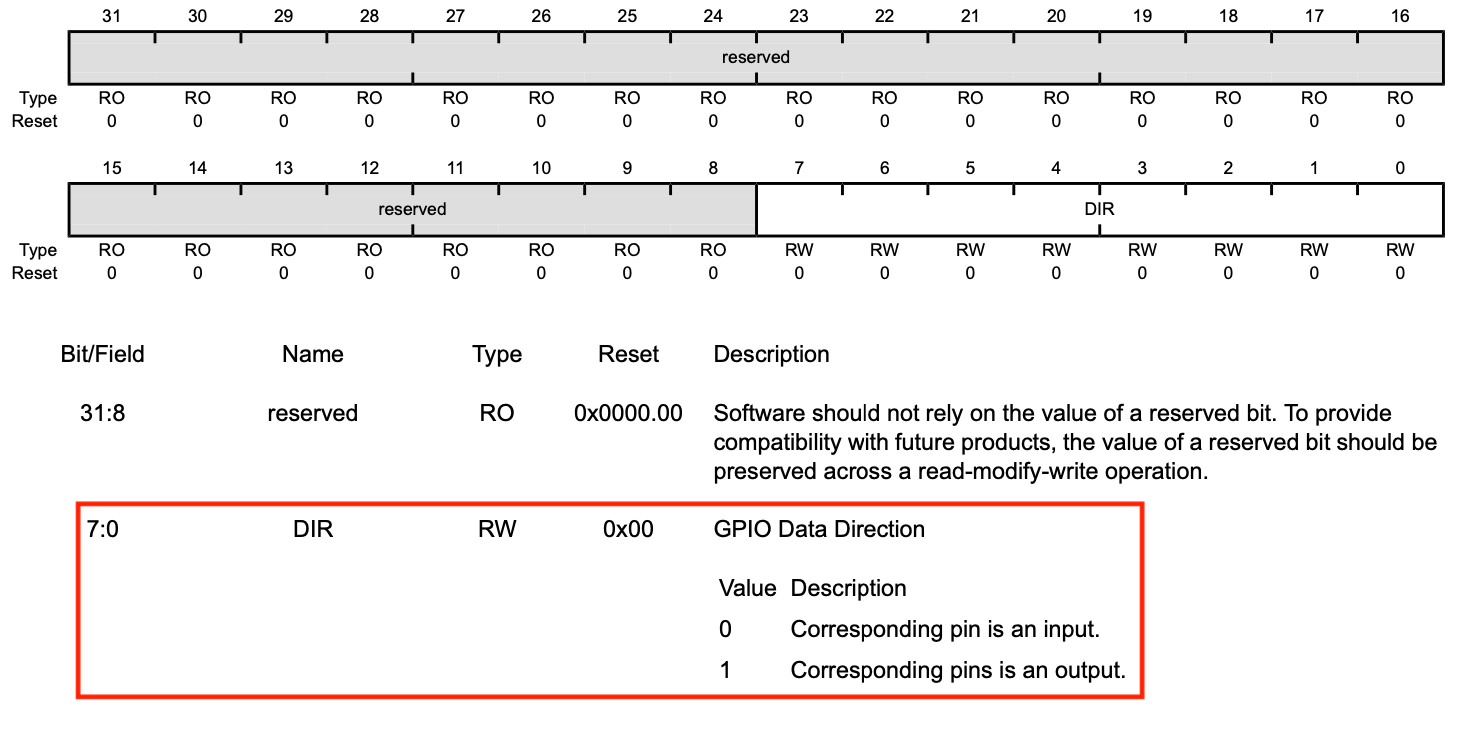 31 30 29 28 27 26 25 24 23 22 21 20 19 18 17 16
reserved
Type RO RO RO RO RO RO RO RO RO RO RO RO RO RO RO RO
Reset 0 0 0 0 0 0 0 0 0 0 0 0 0 0 0 0
15 14 13 12 11 10 9 8 7 6 5 4 3 2 1 0
reserved DIR
Type RO RO RO RO RO RO RO RO RW RW RW RW RW RW RW RW
Reset 0 0 0 0 0 0 0 0 0 0 0 0 0 0 0 0
Bit/Field Name Type Reset Description
31:8 reserved RO 0x0000.00 Software should not rely on the value of a reserved bit. To provide
compatibility with future products, the value of a reserved bit should be
preserved across a read-modify-write operation.
7:0 DIR RW 0x00 GPIO Data Direction
Value Description
0 Corresponding pin is an input.
1 Corresponding pins is an output.